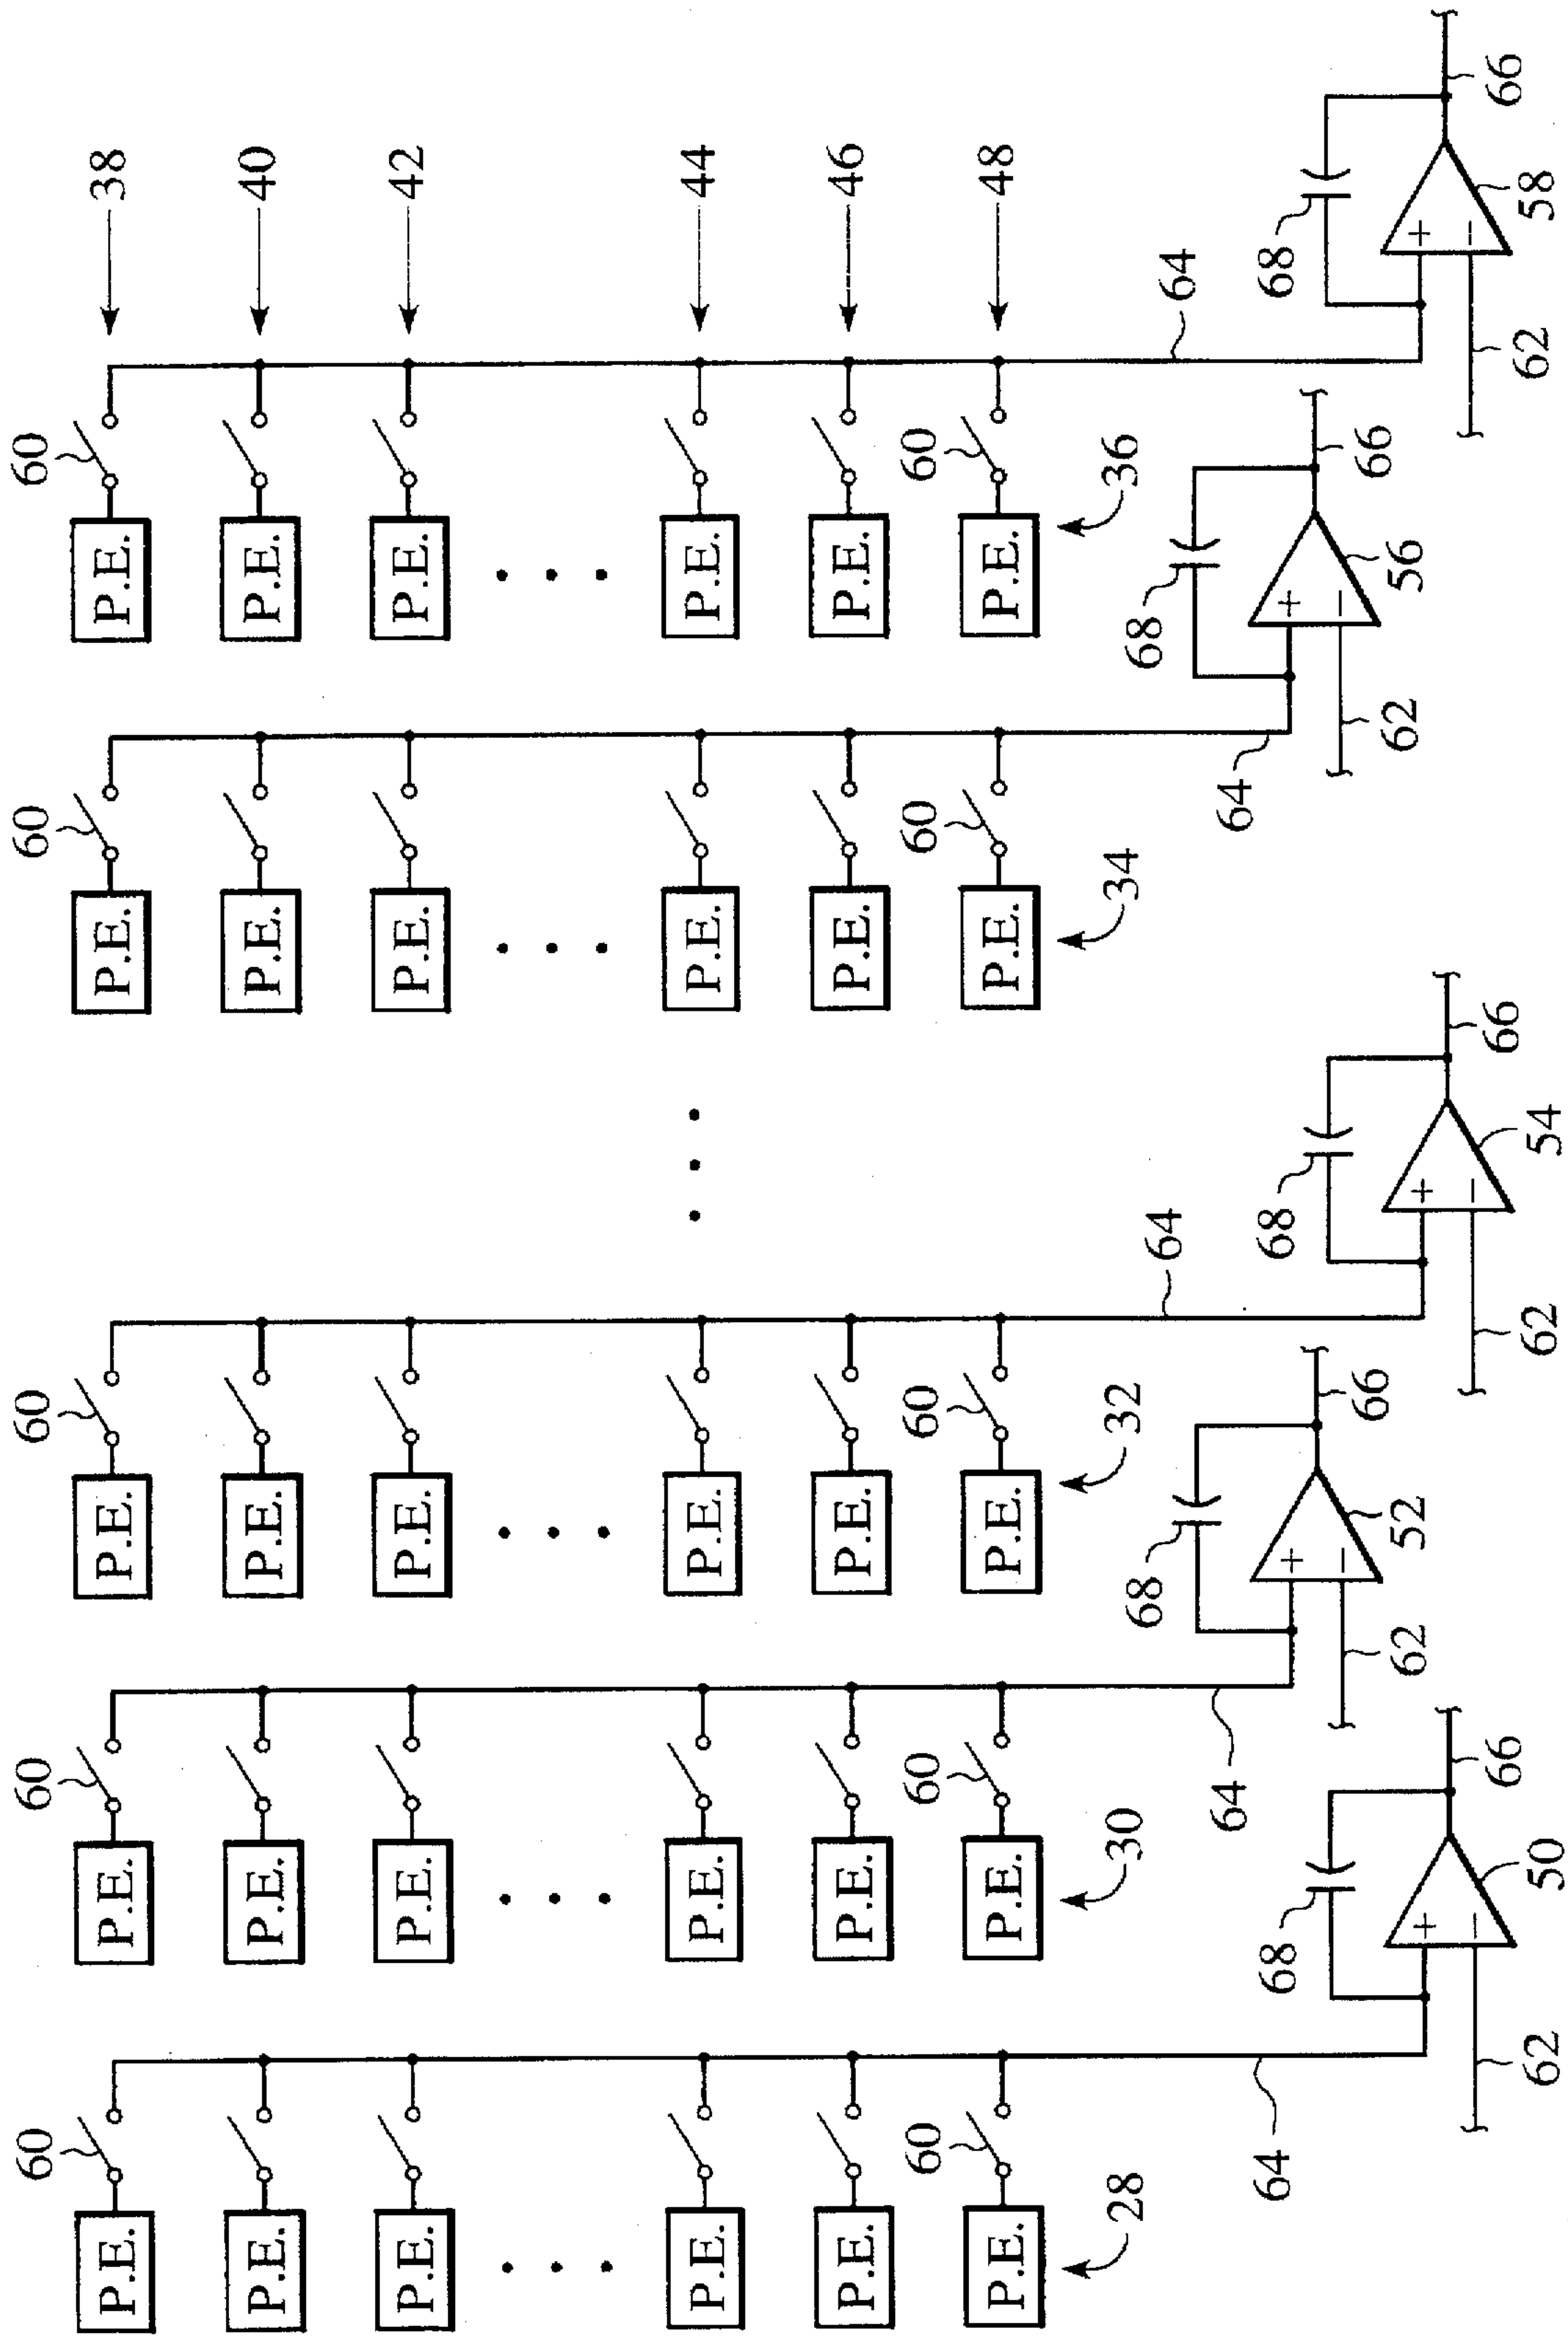 60 60 60 60 60
P.E. P.E. P.E. P.E. P.E. 38
P.E. P.E. P.E. P.E. P.E. 40
P.E. P.E. P.E. P.E. P.E. 42
P.E. P.E. P.E. P.E. P.E. 44
P.E. P.E. P.E. P.E. P.E. 46
60 60 60 60 60
P.E. P.E. P.E. P.E. P.E. 48
28 30 32 34 36
68 68
64 64
64 64
64 68 68 68
+ +
− −
66 66
62 52 62 56
+ + +
− − −
66 66 66
62 50 62 54 62 58